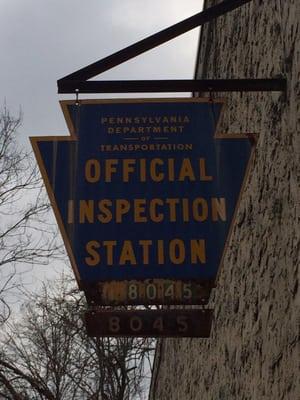 PENNSYLVANIA
DEPARTMENT
OF
TRANSPORTATION
OFFICIAL
INSPECTION
STATION
8045
8045